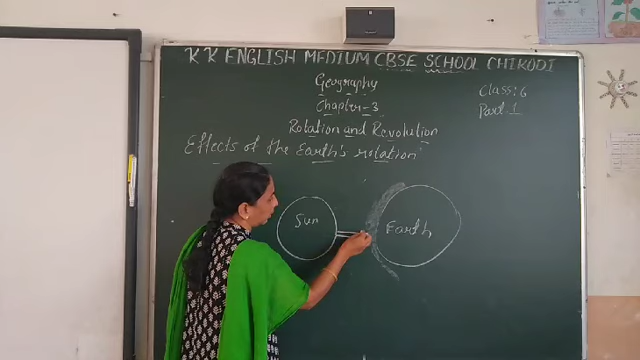 K K ENGLISH MEDIUM CBSE SCHOOL CHIKODI
Geography
Class: 6
Chapter - 3
Part 1
Rotation and Revolution
Effects of the Earth's rotation
Sun
Earth